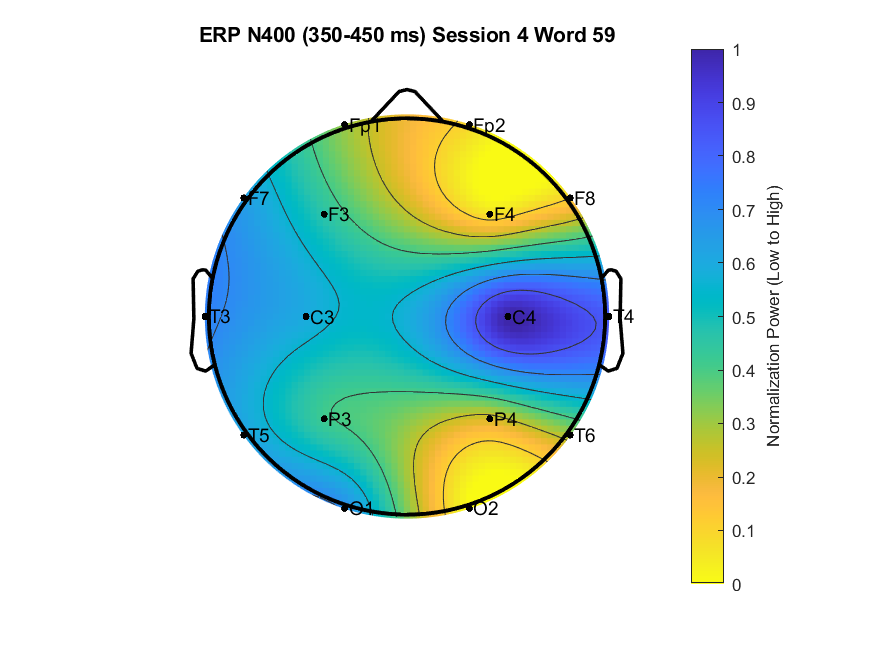 ERP N400 (350-450 ms) Session 4 Word 59
Fp1 Fp2
F7 F8
F3 F4
T3 C3 C4 T4
P3 P4
T5 T6
O1 O2
1
0.9
0.8
0.7
0.6
0.5
0.4
0.3
0.2
0.1
0
Normalization Power (Low to High)